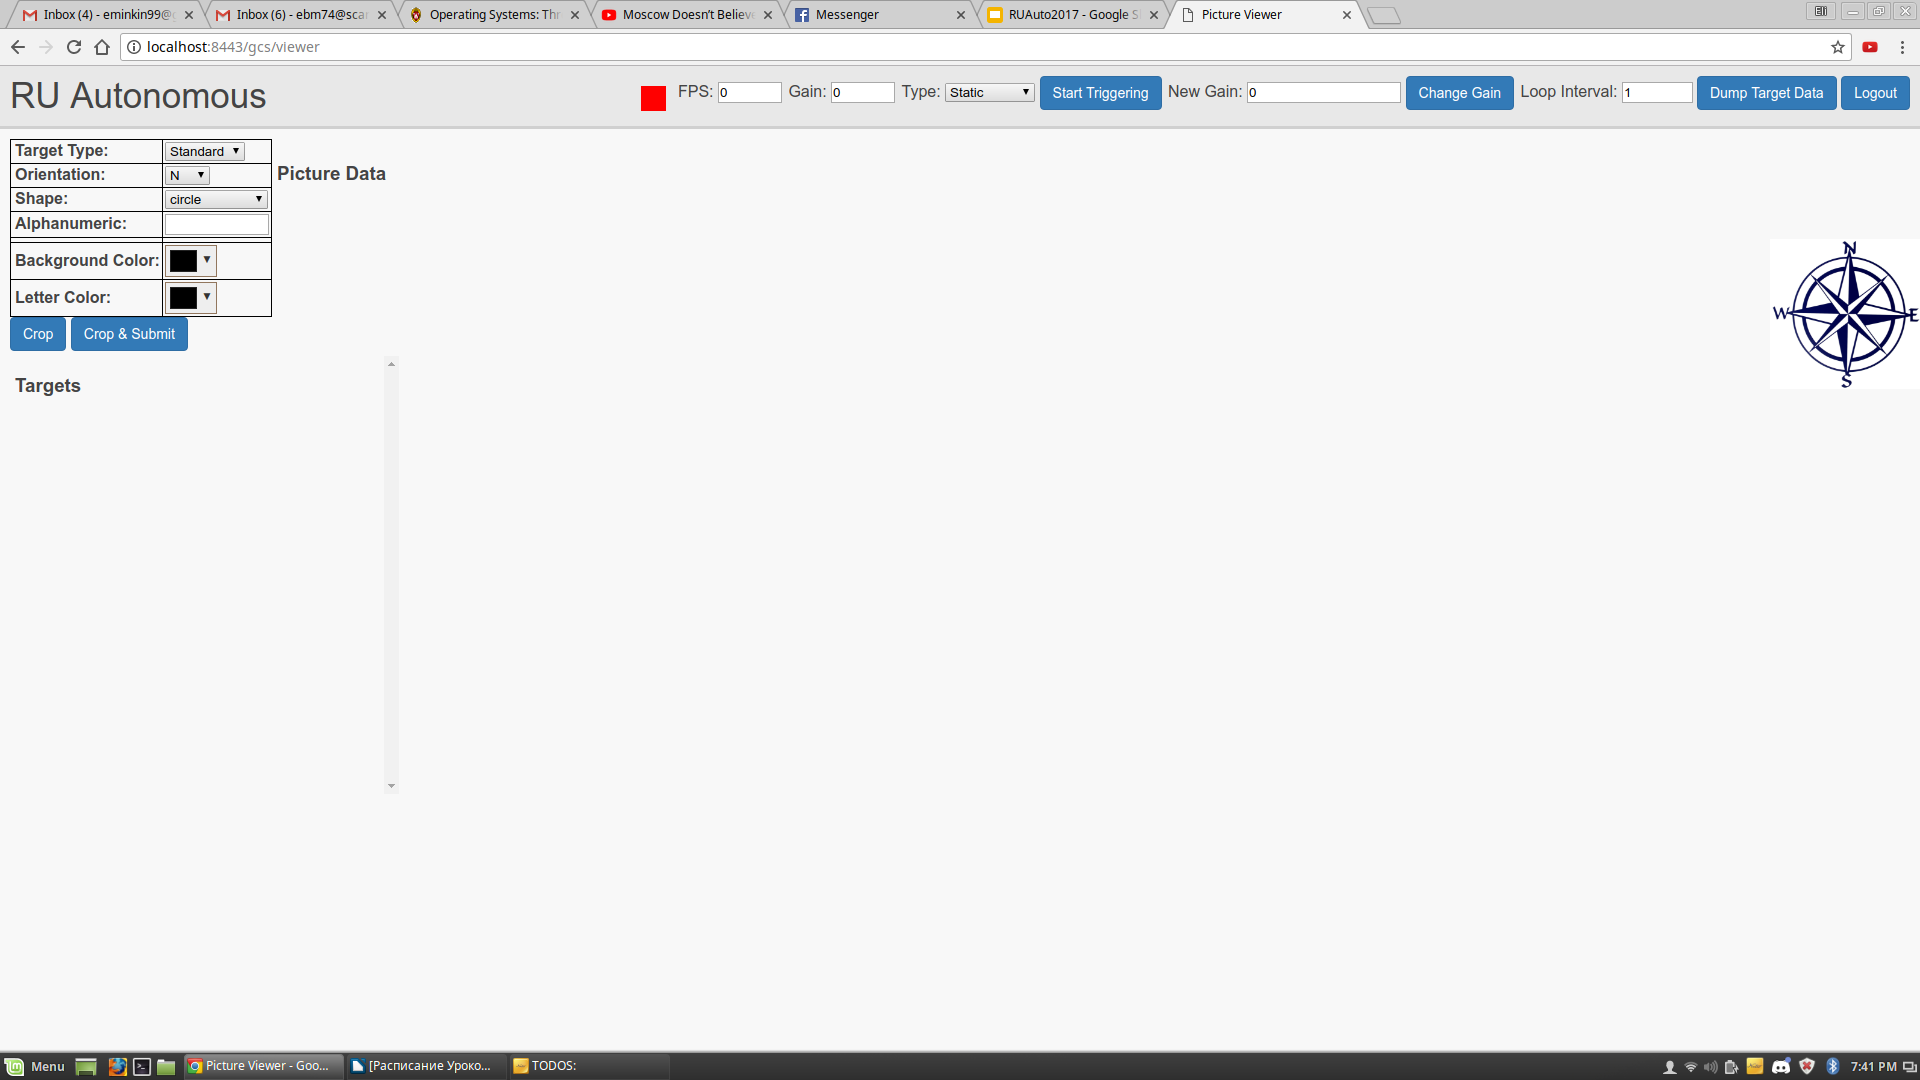 Inbox (4) - eminkin99@g
Inbox (6) - ebm74@scar
Operating Systems: Thr
Moscow Doesn't Believe
Messenger
RUAuto2017 - Google Sl
Picture Viewer
Eli
localhost:8443/gcs/viewer
RU Autonomous
FPS: 0 Gain: 0 Type: Static Start Triggering New Gain: 0 Change Gain Loop Interval: 1 Dump Target Data Logout
Target Type: Standard
Orientation: N
Picture Data
Shape: circle
Alphanumeric:
Background Color:
Letter Color:
Crop Crop & Submit
N
W E
S
Targets
Menu Picture Viewer - Goo... [Расписание Уроко... TODOS: 7:41 PM